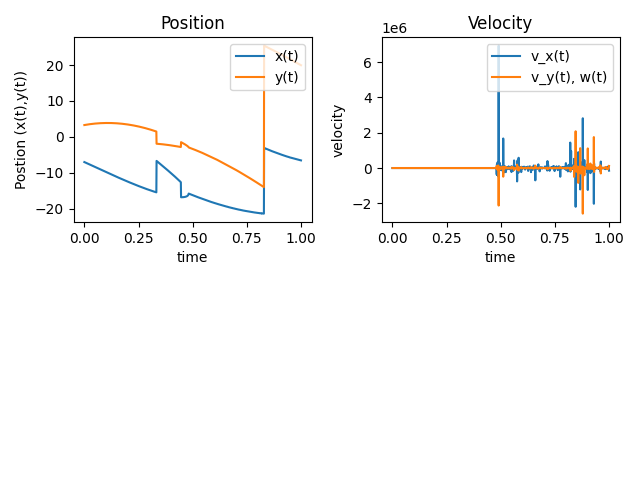 Position
Postion (x(t),y(t))
20
10
0
−10
−20
0.00
0.25
0.50
0.75
1.00
time
x(t)
y(t)
Velocity
1e6
velocity
6
4
2
0
−2
0.00
0.25
0.50
0.75
1.00
time
v_x(t)
v_y(t), w(t)